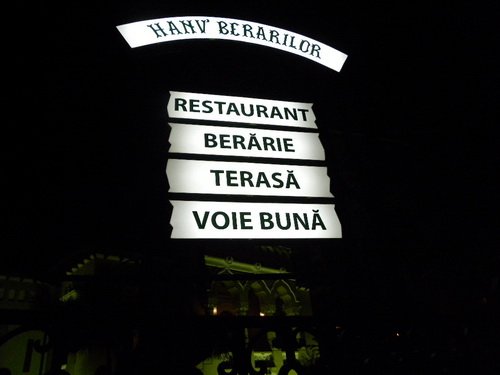 HANU' BERARILOR
RESTAURANT
BERĂRIE
TERASĂ
VOIE BUNĂ